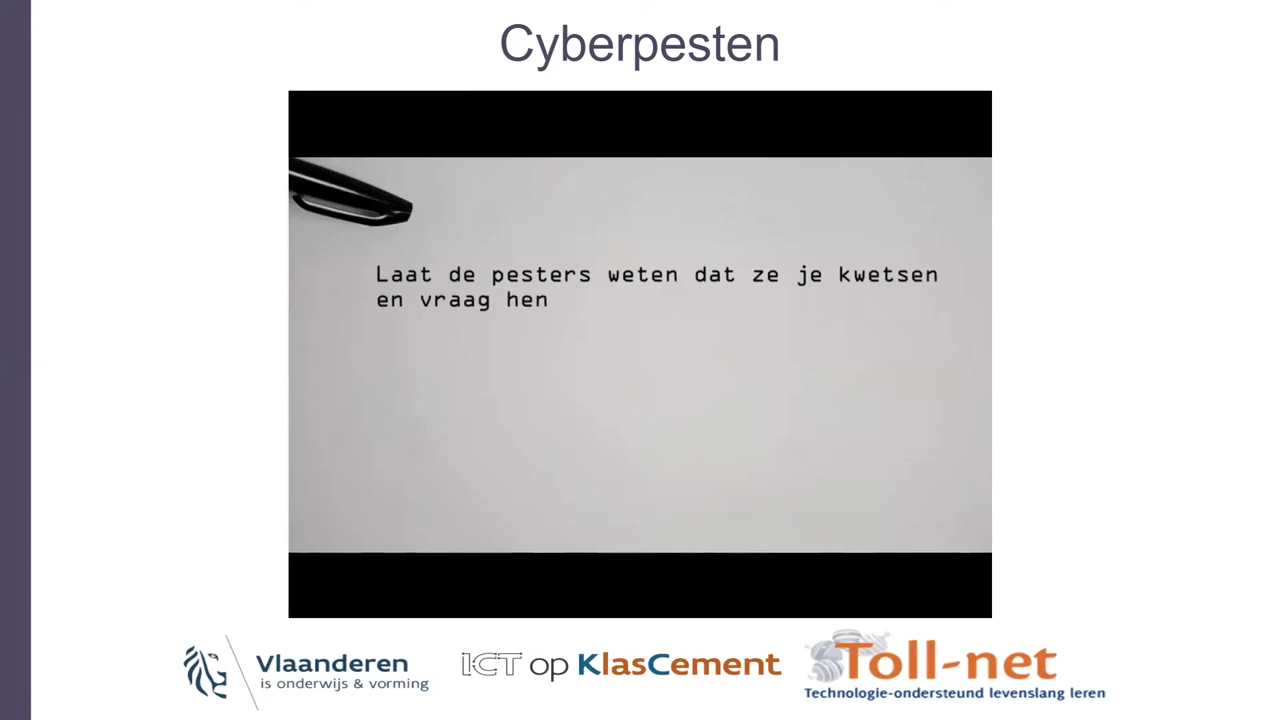 Cyberpesten
Laat de pesters weten dat ze je kwetsen
en vraag hen
Vlaanderen
is onderwijs & vorming
ICT op KlasCement
Toll-net
Technologie-ondersteund levenslang leren